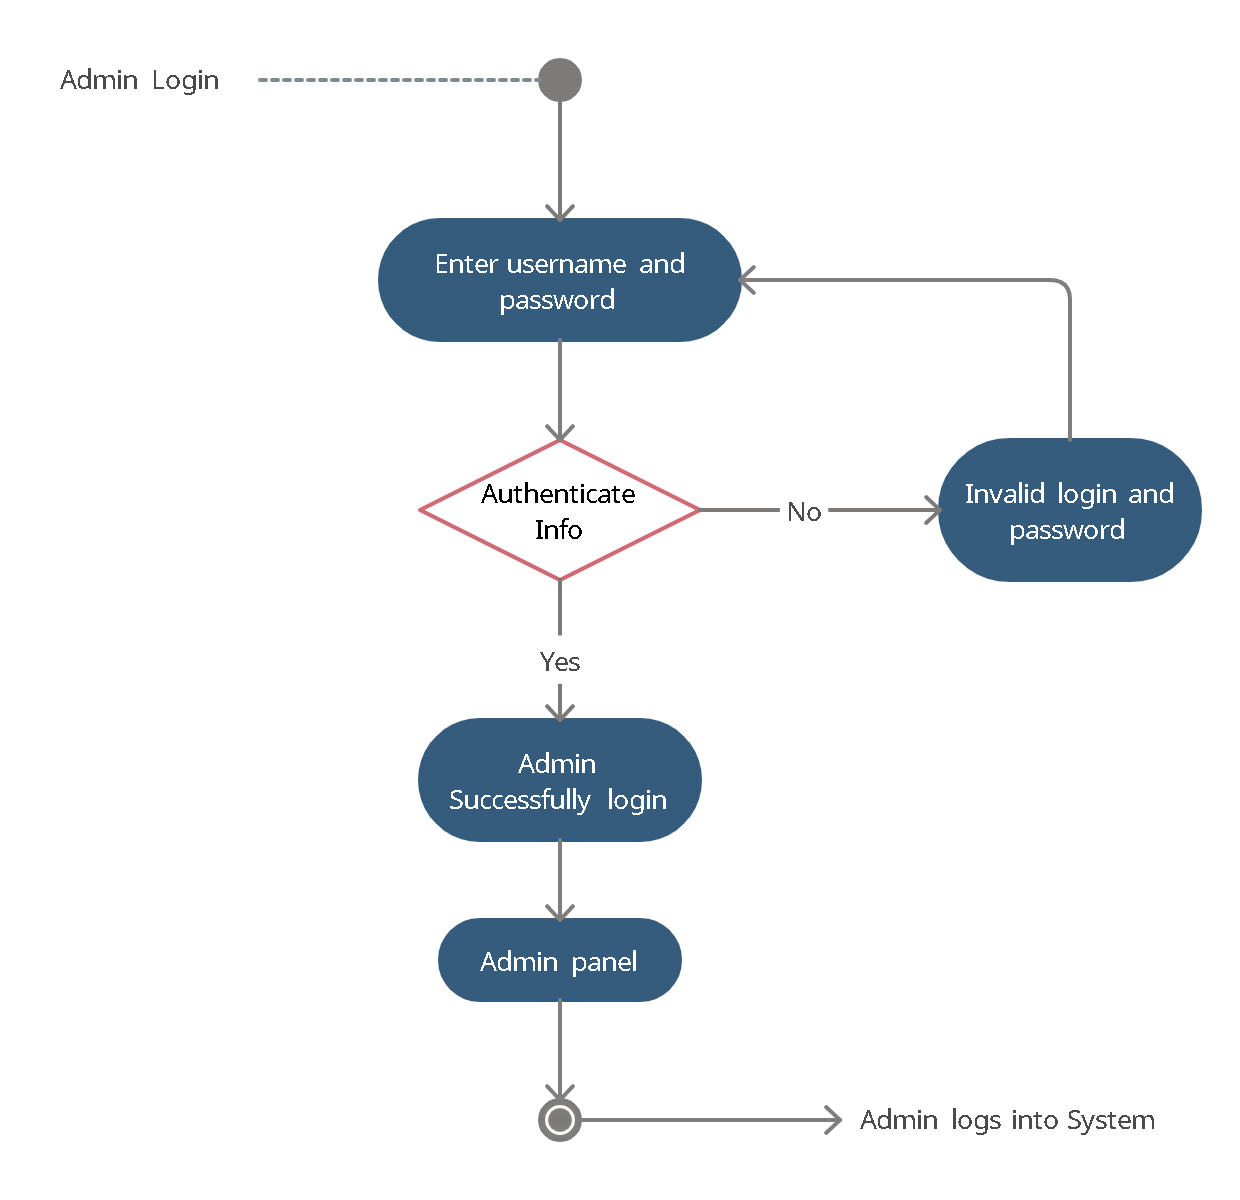 Admin Login
Enter username and
password
Authenticate
Info
No
Invalid login and
password
Yes
Admin
Successfully login
Admin panel
Admin logs into System